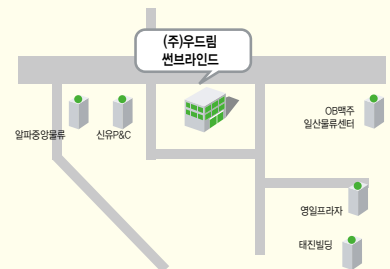 (주)우드림
썬브라인드
알파중앙물류
신유P&C
OB맥주
일산물류센터
영일프라자
태진빌딩